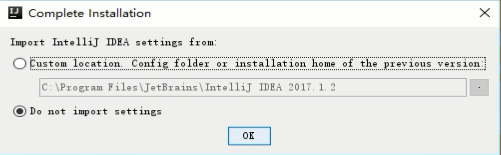 Complete Installation
Import IntelliJ IDEA settings from:
Custom location. Config folder or installation home of the previous version
C:\Program Files\JetBrains\IntelliJ IDEA 2017.1.2
Do not import settings
OK